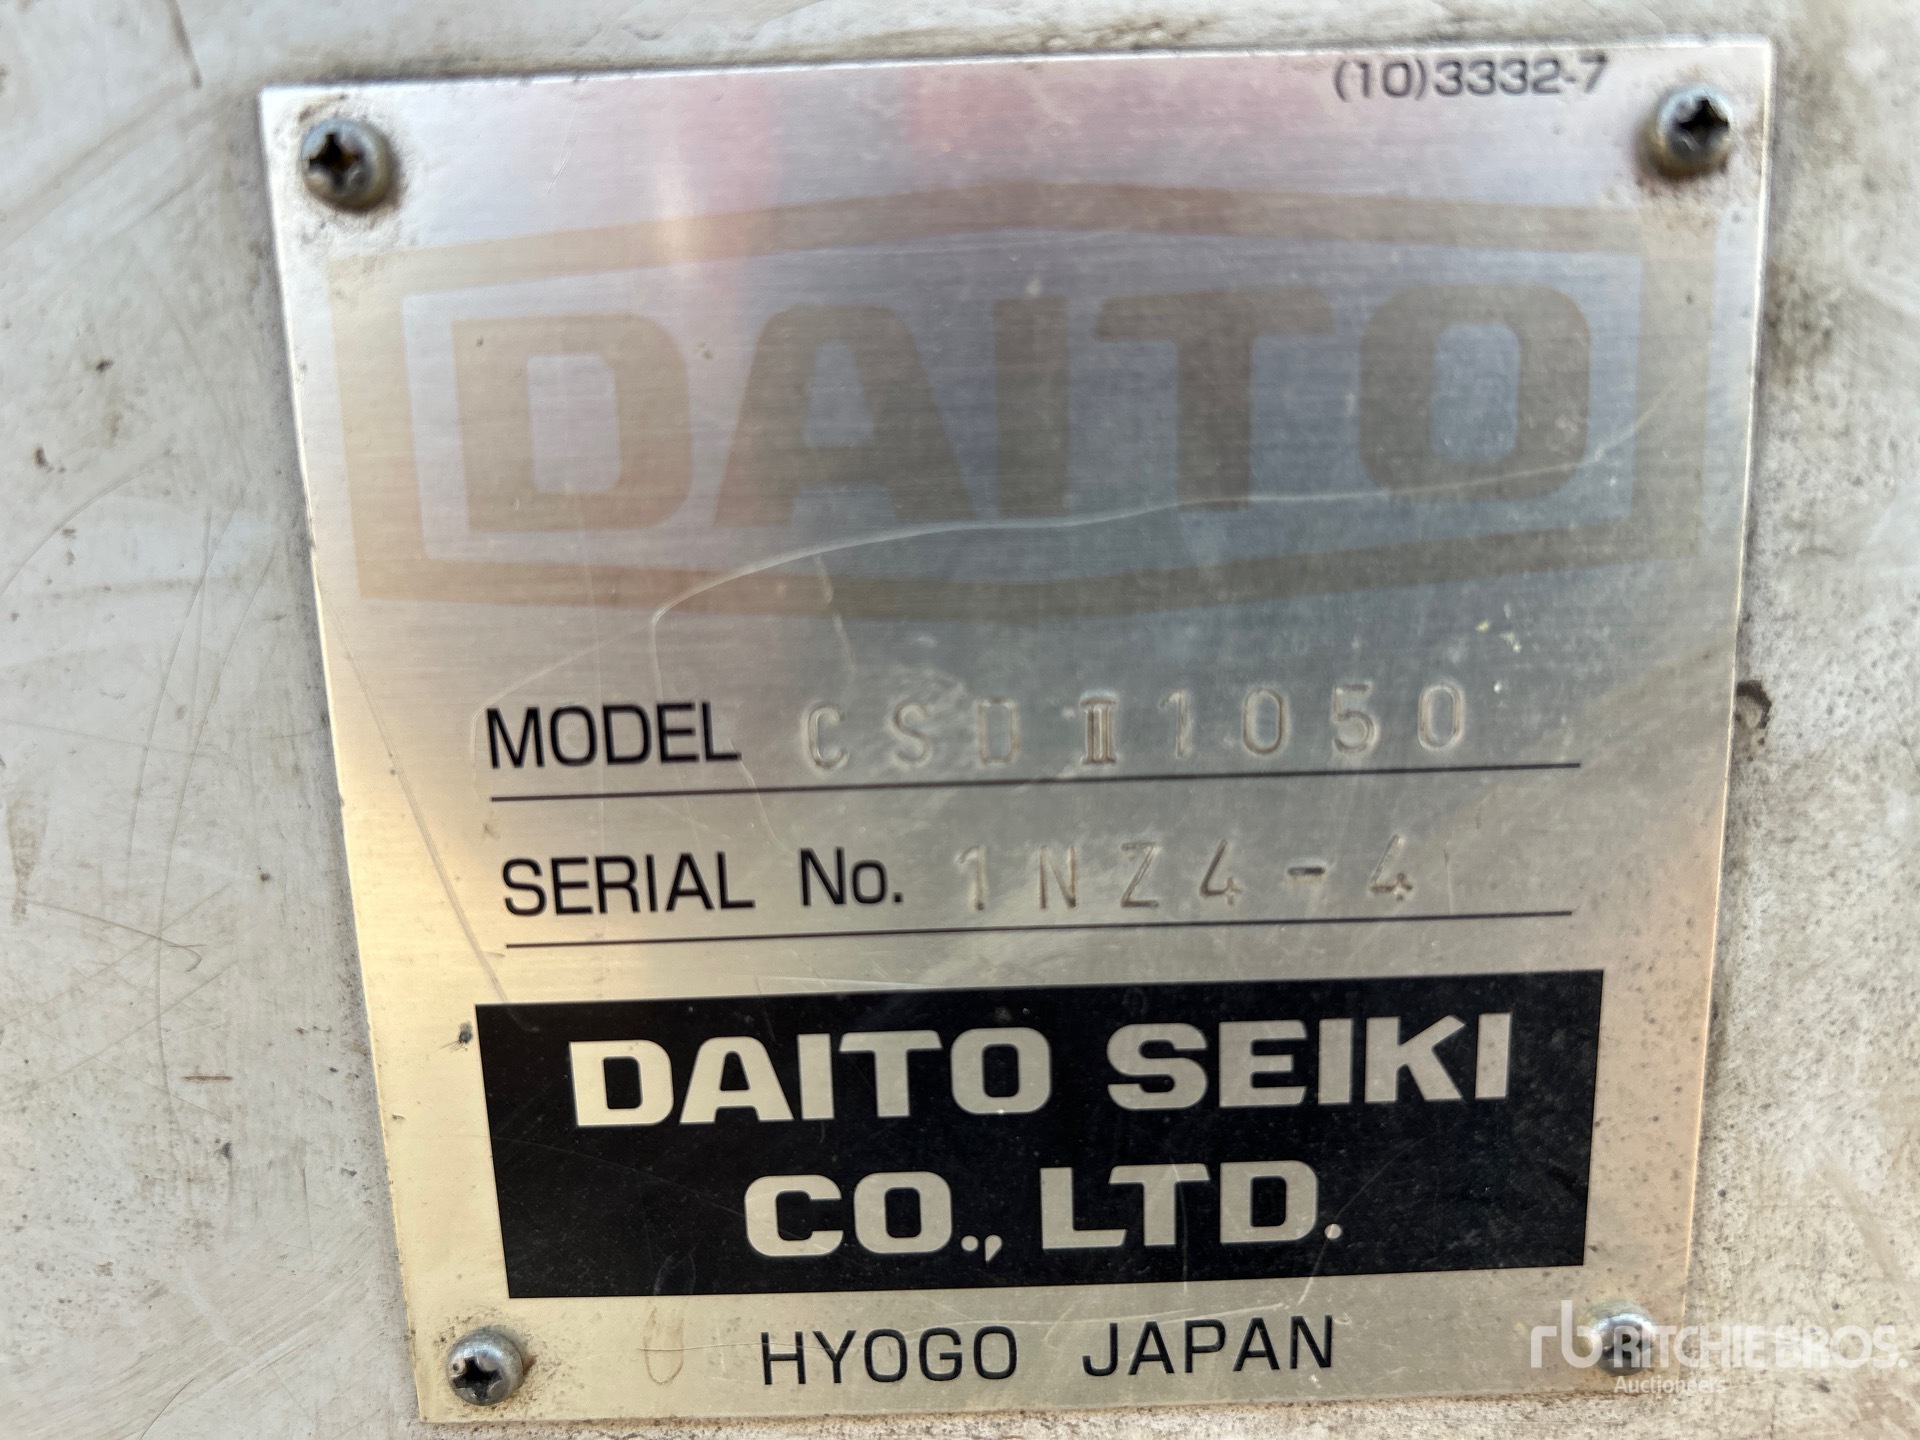 (10)3332-7
DAITO
MODEL CSDⅡ1050
SERIAL No. 1NZ4-4
DAITO SEIKI
CO., LTD.
HYOGO JAPAN
rb RITCHIE BROS.
Auctioneers